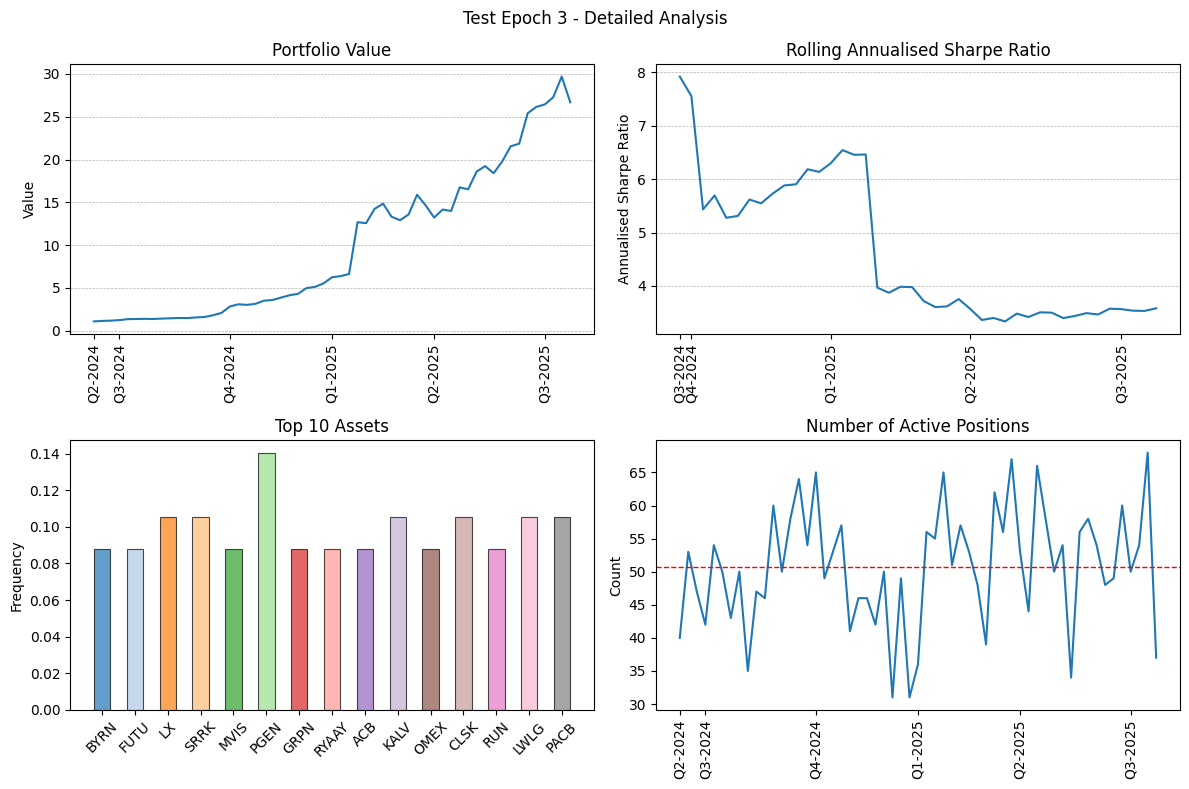 Test Epoch 3 - Detailed Analysis
Portfolio Value
Value
30
25
20
15
10
5
0
Q2-2024
Q3-2024
Q4-2024
Q1-2025
Q2-2025
Q3-2025
Rolling Annualised Sharpe Ratio
Annualised Sharpe Ratio
8
7
6
5
4
Q3-2024
Q4-2024
Q1-2025
Q2-2025
Q3-2025
Top 10 Assets
Frequency
0.14
0.12
0.10
0.08
0.06
0.04
0.02
0.00
BYRN
FUTU
LX
SRRK
MVIS
PGEN
GRPN
RYAAY
ACB
KALV
OMEX
CLSK
RUN
LWLG
PACB
Number of Active Positions
Count
65
60
55
50
45
40
35
30
Q2-2024
Q3-2024
Q4-2024
Q1-2025
Q2-2025
Q3-2025